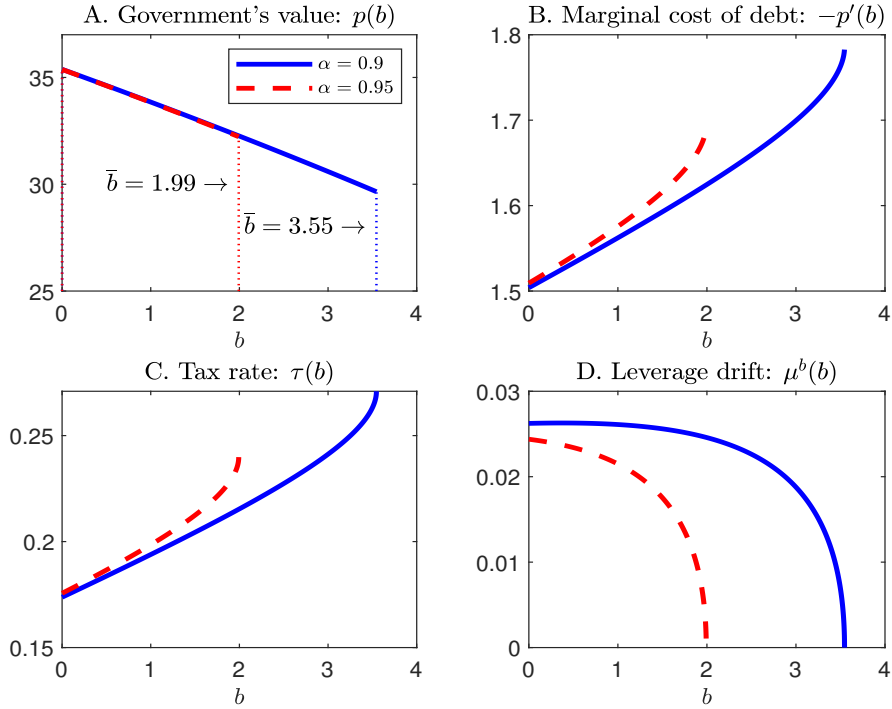 A. Government's value: p(b)
35
30
25
0 1 2 3 4
b
α = 0.9
α = 0.95
b̅ = 1.99 →
b̅ = 3.55 →
B. Marginal cost of debt: −p′(b)
1.8
1.7
1.6
1.5
0 1 2 3 4
b
C. Tax rate: τ(b)
0.25
0.2
0.15
0 1 2 3 4
b
D. Leverage drift: μᵇ(b)
0.03
0.02
0.01
0
0 1 2 3 4
b